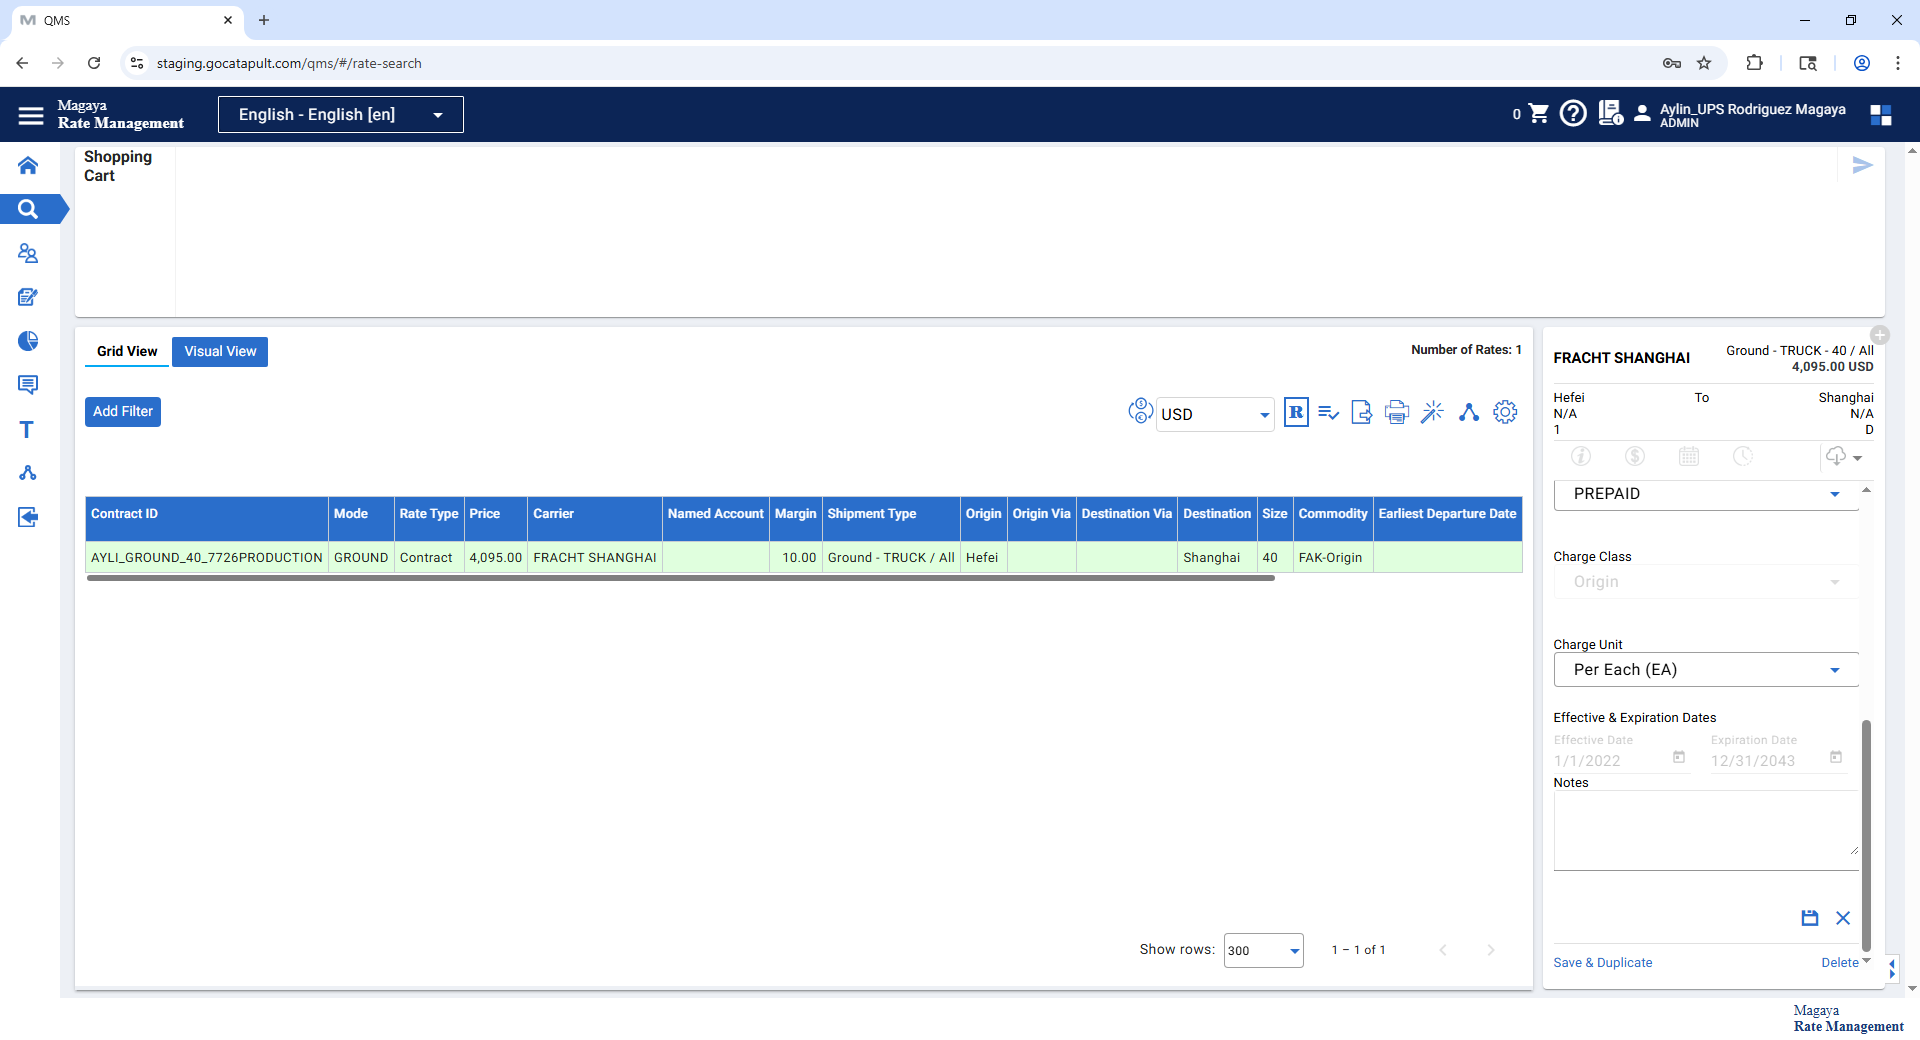 QMS
staging.gocatapult.com/qms/#/rate-search
Magaya
Rate Management
English - English [en]
0
Aylin_UPS Rodriguez Magaya
ADMIN
Shopping
Cart
Grid View
Visual View
Number of Rates: 1
Add Filter
USD
R
Contract ID Mode Rate Type Price Carrier Named Account Margin Shipment Type Origin Origin Via Destination Via Destination Size Commodity Earliest Departure Date
AYLI_GROUND_40_7726PRODUCTION GROUND Contract 4,095.00 FRACHT SHANGHAI 10.00 Ground - TRUCK / All Hefei Shanghai 40 FAK-Origin
Show rows: 300 1 – 1 of 1
FRACHT SHANGHAI
Ground - TRUCK - 40 / All
4,095.00 USD
Hefei To Shanghai
N/A N/A
1 D
PREPAID
Charge Class
Origin
Charge Unit
Per Each (EA)
Effective & Expiration Dates
Effective Date Expiration Date
1/1/2022 12/31/2043
Notes
Save & Duplicate Delete
Magaya
Rate Management